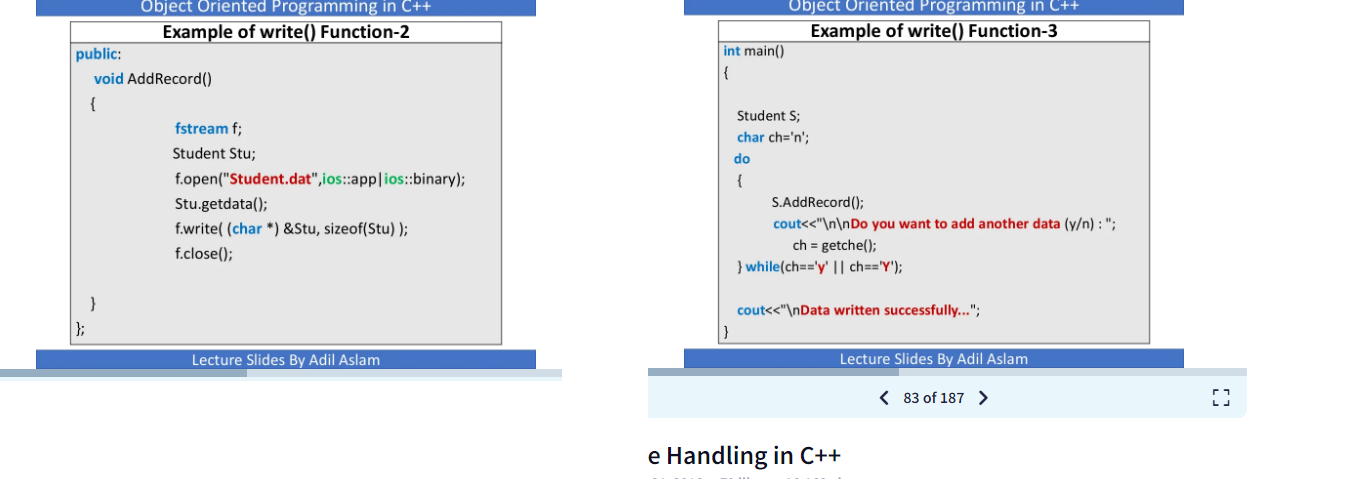 Object Oriented Programming in C++
Example of write() Function-2
public:
void AddRecord()
{
fstream f;
Student Stu;
f.open("Student.dat",ios::app|ios::binary);
Stu.getdata();
f.write( (char *) &Stu, sizeof(Stu) );
f.close();
}
};
Lecture Slides By Adil Aslam
Object Oriented Programming in C++
Example of write() Function-3
int main()
{
Student S;
char ch='n';
do
{
S.AddRecord();
cout<<"\n\nDo you want to add another data (y/n) : ";
ch = getche();
} while(ch=='y' || ch=='Y');
cout<<"\nData written successfully...";
}
Lecture Slides By Adil Aslam
83 of 187
e Handling in C++